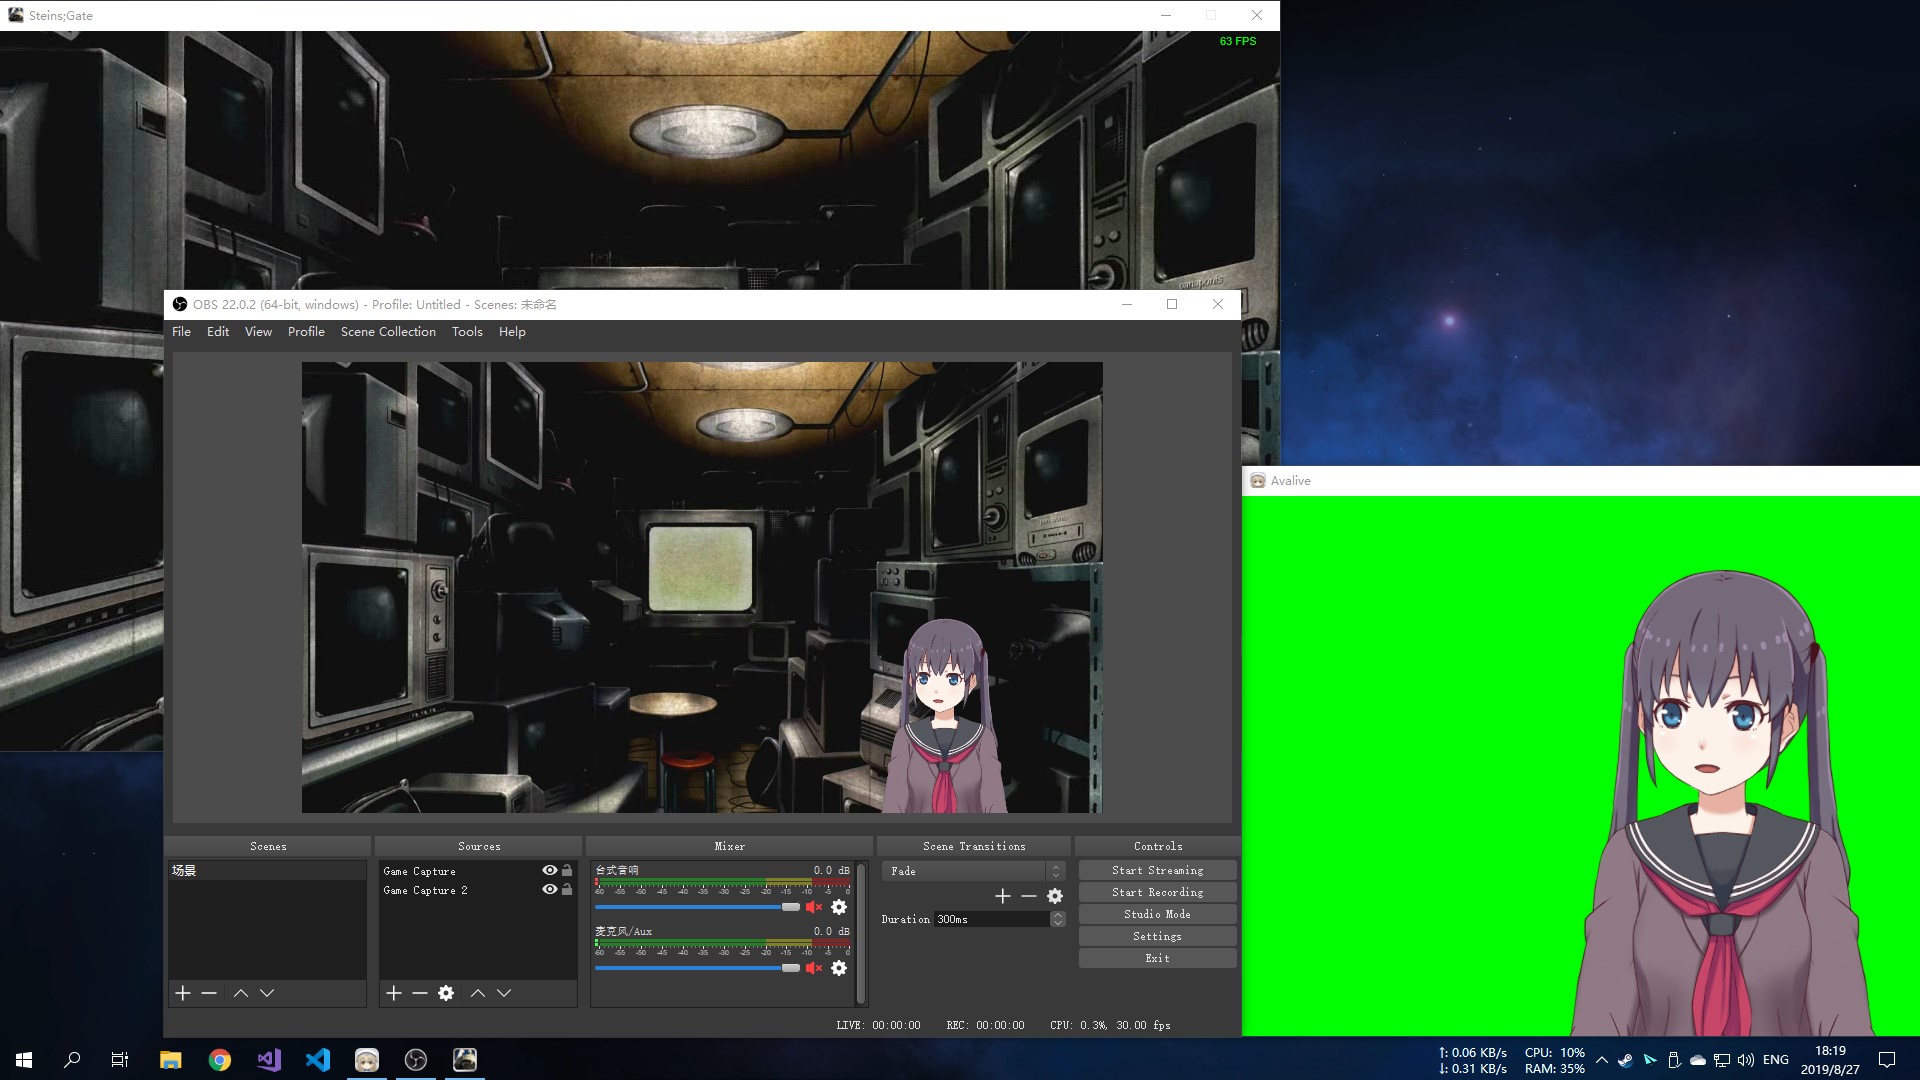 Steins;Gate
63 FPS
OBS 22.0.2 (64-bit, windows) - Profile: Untitled - Scenes: 未命名
File Edit View Profile Scene Collection Tools Help
Avalive
Scenes
场景
Sources
Game Capture
Game Capture 2
Mixer
台式音响 0.0 dB
-60 -55 -50 -45 -40 -35 -30 -25 -20 -15 -10 -5 0
麦克风/Aux 0.0 dB
-60 -55 -50 -45 -40 -35 -30 -25 -20 -15 -10 -5 0
Scene Transitions
Fade
Duration 300ms
Controls
Start Streaming
Start Recording
Studio Mode
Settings
Exit
LIVE: 00:00:00 REC: 00:00:00 CPU: 0.3%, 30.00 fps
↑: 0.06 KB/s CPU: 10%
↓: 0.31 KB/s RAM: 35%
ENG
18:19
2019/8/27